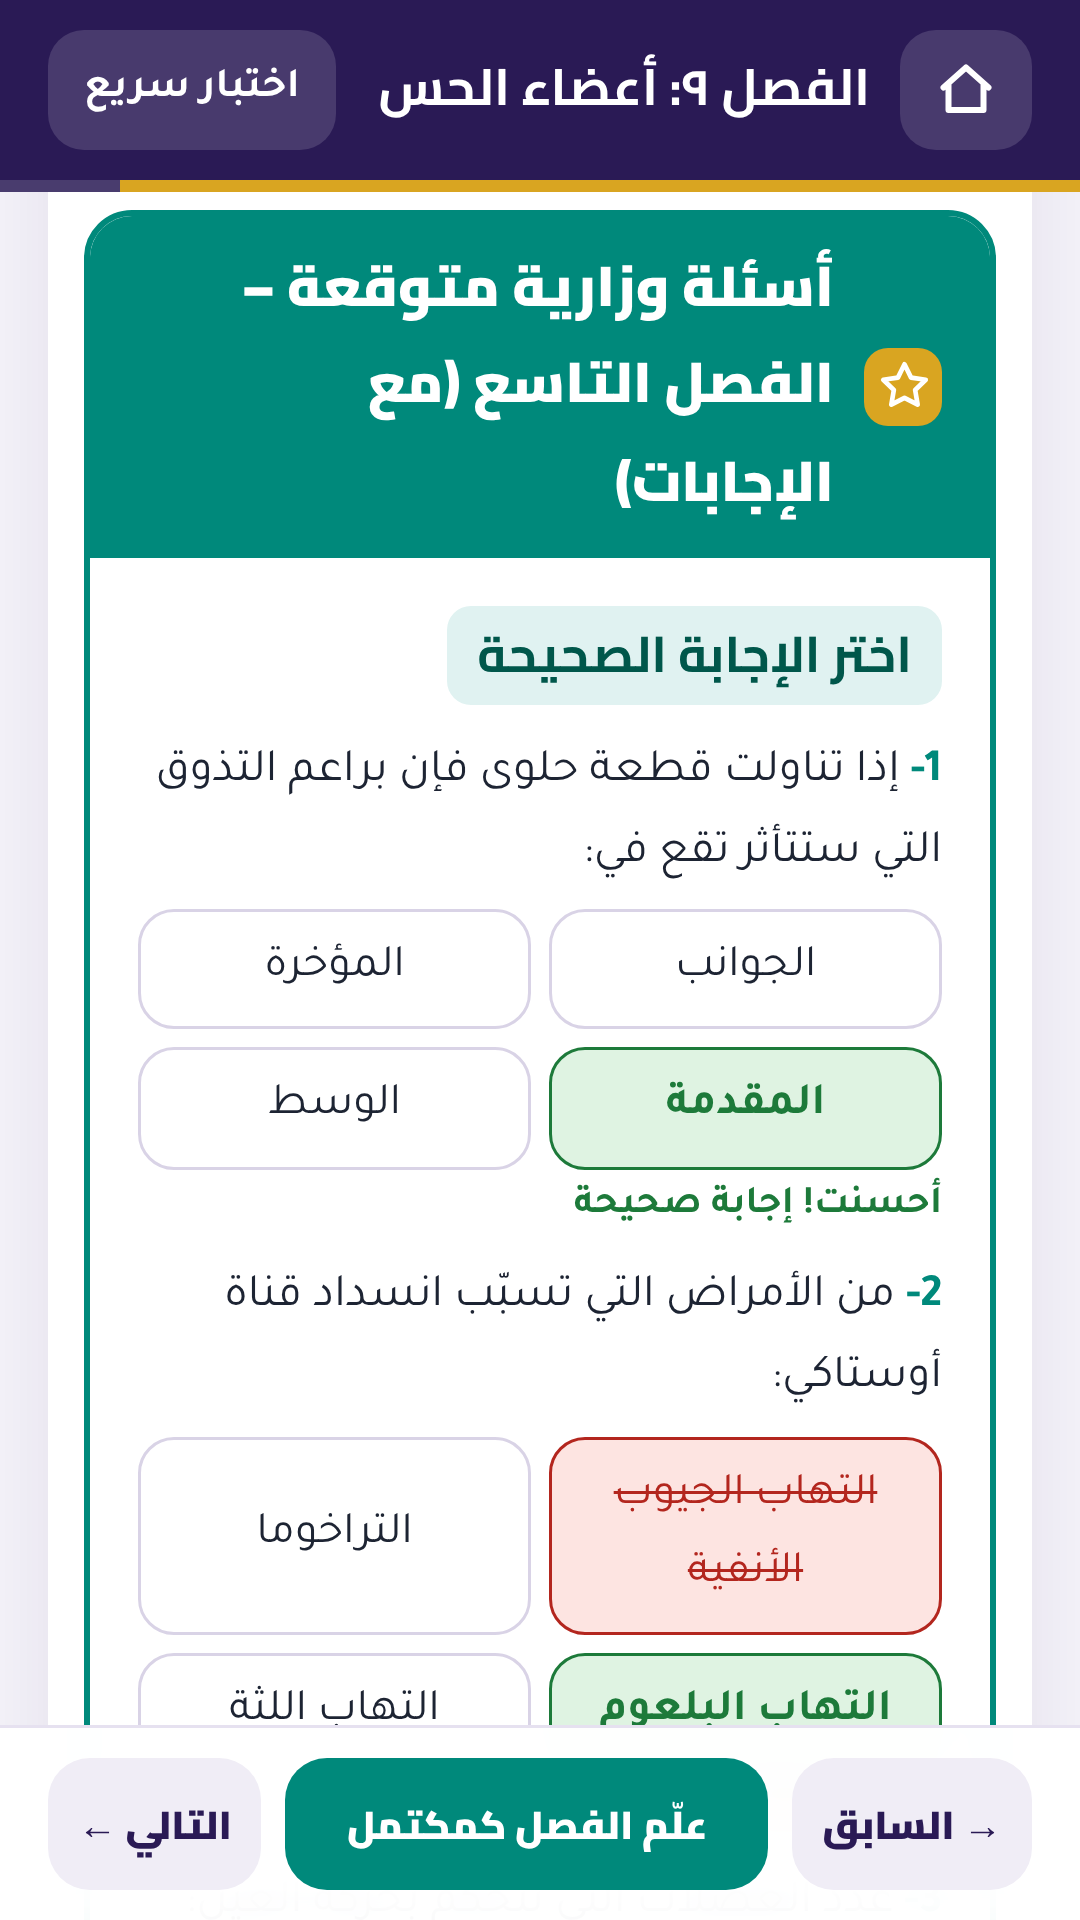 الفصل ٩: أعضاء الحس
اختبار سريع
أسئلة وزارية متوقعة –
الفصل التاسع (مع
الإجابات)
اختر الإجابة الصحيحة
1- إذا تناولت قطعة حلوى فإن براعم التذوق
التي ستتأثر تقع في:
الجوانب
المؤخرة
المقدمة
الوسط
أحسنت! إجابة صحيحة
2- من الأمراض التي تسبّب انسداد قناة
أوستاكي:
التهاب الجيوب
الأنفية
التراخوما
التهاب البلعوم
التهاب اللثة
→ السابق
علّم الفصل كمكتمل
التالي ←